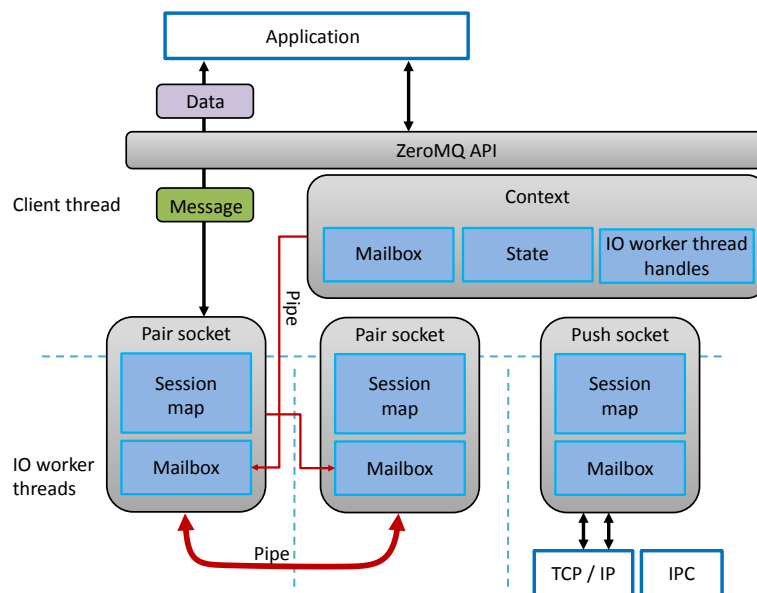 Application
Data
ZeroMQ API
Client thread
Message
Context
Mailbox
State
IO worker thread
handles
Pipe
Pair socket
Pair socket
Push socket
Session
map
Session
map
Session
map
IO worker
threads
Mailbox
Mailbox
Mailbox
Pipe
TCP / IP
IPC